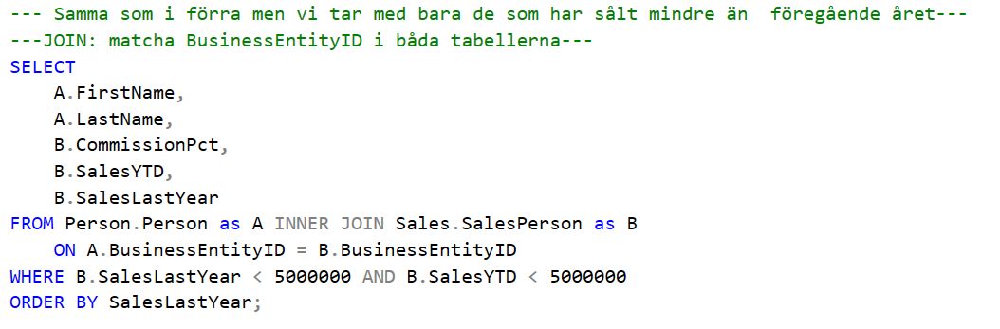 --- Samma som i förra men vi tar med bara de som har sålt mindre än  föregående året---
---JOIN: matcha BusinessEntityID i båda tabellerna---
SELECT
    A.FirstName,
    A.LastName,
    B.CommissionPct,
    B.SalesYTD,
    B.SalesLastYear
FROM Person.Person as A INNER JOIN Sales.SalesPerson as B
    ON A.BusinessEntityID = B.BusinessEntityID
WHERE B.SalesLastYear < 5000000 AND B.SalesYTD < 5000000
ORDER BY SalesLastYear;